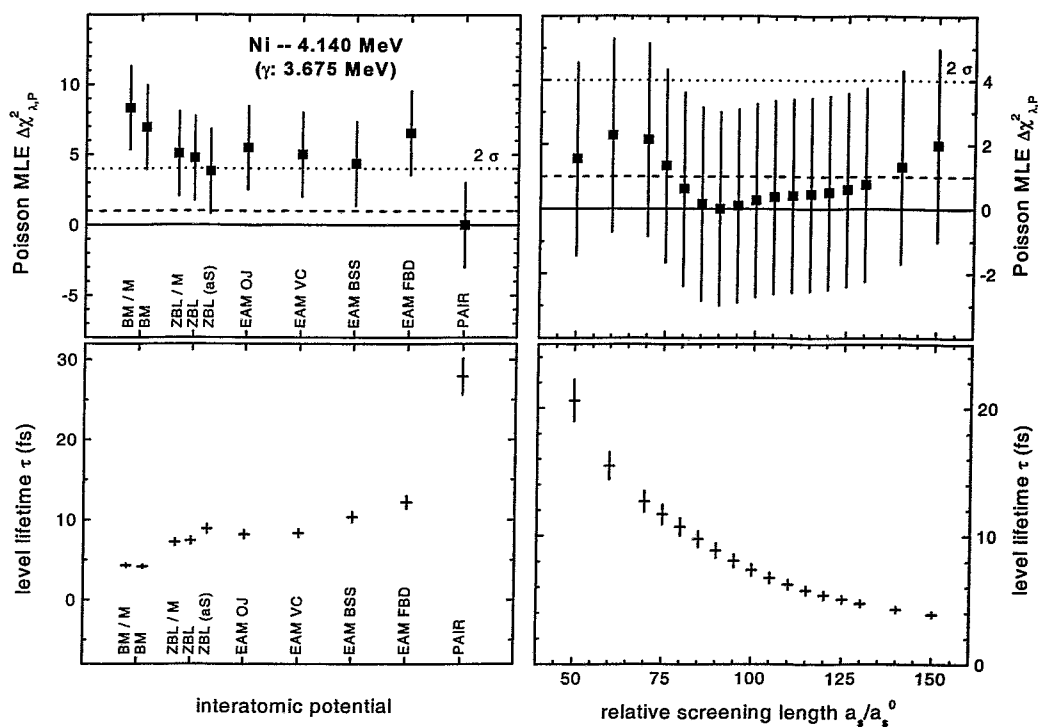 Ni -- 4.140 MeV
(γ: 3.675 MeV)
Poisson MLE Δχ²λ,P
10
5
0
-5
2 σ
BM / M
BM
ZBL / M
ZBL
ZBL (aS)
EAM OJ
EAM VC
EAM BSS
EAM FBD
PAIR
2 σ
4
2
0
-2
Poisson MLE Δχ²λ,P
level lifetime τ (fs)
30
20
10
0
BM / M
BM
ZBL / M
ZBL
ZBL (aS)
EAM OJ
EAM VC
EAM BSS
EAM FBD
PAIR
interatomic potential
20
10
0
level lifetime τ (fs)
50 75 100 125 150
relative screening length aₛ/aₛ⁰